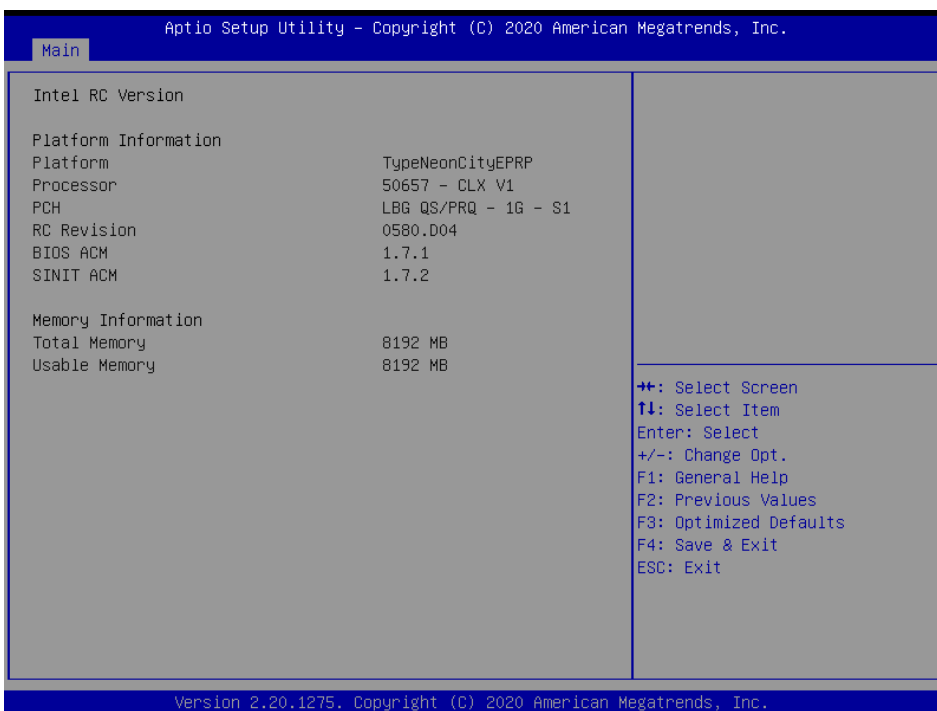 Aptio Setup Utility – Copyright (C) 2020 American Megatrends, Inc.
Main
Intel RC Version
Platform Information
Platform TypeNeonCityEPRP
Processor 50657 - CLX V1
PCH LBG QS/PRQ - 1G - S1
RC Revision 0580.D04
BIOS ACM 1.7.1
SINIT ACM 1.7.2
Memory Information
Total Memory 8192 MB
Usable Memory 8192 MB
→←: Select Screen
↑↓: Select Item
Enter: Select
+/-: Change Opt.
F1: General Help
F2: Previous Values
F3: Optimized Defaults
F4: Save & Exit
ESC: Exit
Version 2.20.1275. Copyright (C) 2020 American Megatrends, Inc.